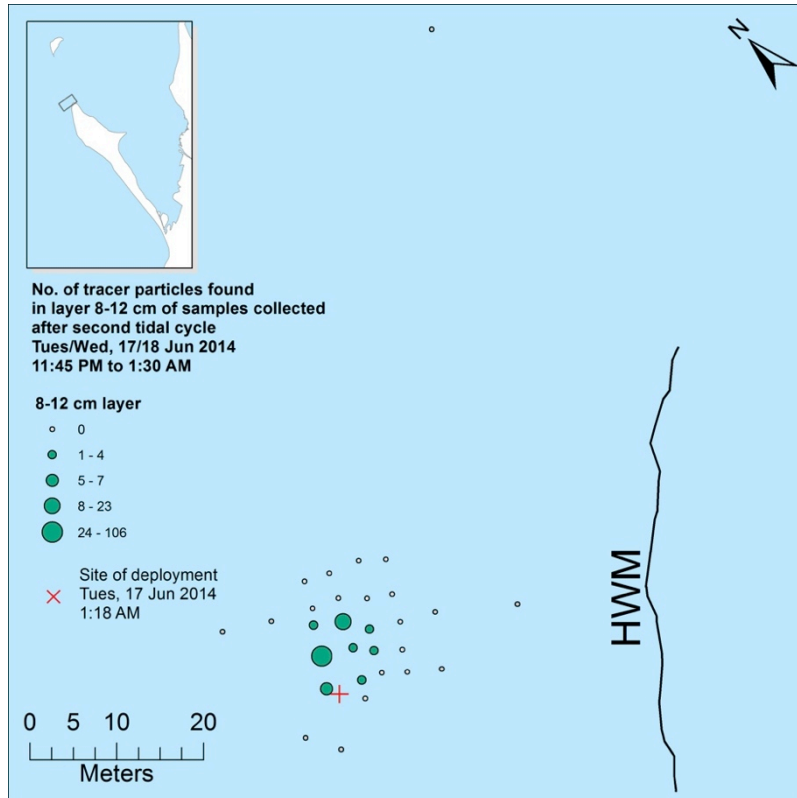 N
No. of tracer particles found
in layer 8-12 cm of samples collected
after second tidal cycle
Tues/Wed, 17/18 Jun 2014
11:45 PM to 1:30 AM
8-12 cm layer
0
1 - 4
5 - 7
8 - 23
24 - 106
Site of deployment
Tues, 17 Jun 2014
1:18 AM
HWM
0 5 10 20
Meters